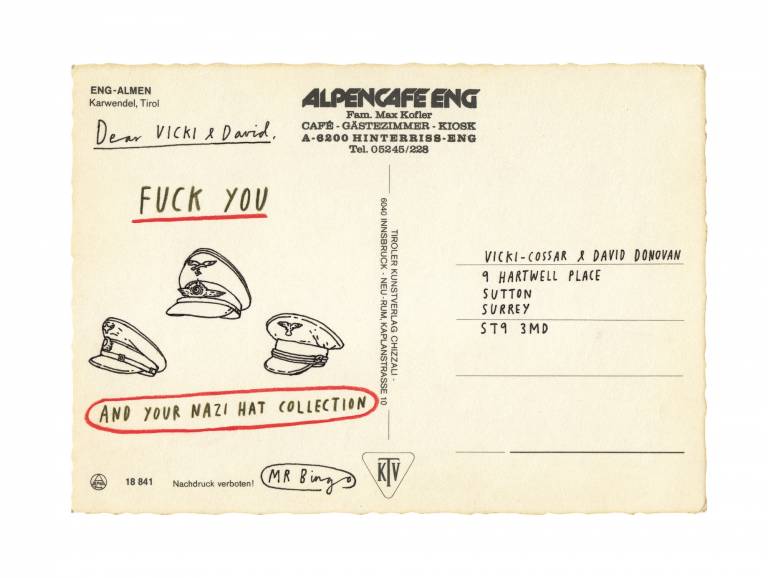 ENG-ALMEN
Karwendel, Tirol
ALPENCAFE ENG
Fam. Max Kofler
CAFÉ - GÄSTEZIMMER - KIOSK
A-6200 HINTERRISS-ENG
Tel. 05245/228
Dear VICKI & David,
FUCK YOU
AND YOUR NAZI HAT COLLECTION
18 841
Nachdruck verboten!
MR Bingo
TIROLER KUNSTVERLAG CHIZZALI -
6040 INNSBRUCK - NEU-RUM, KAPLANSTRASSE 10
KTV
VICKI-COSSAR & DAVID DONOVAN
9 HARTWELL PLACE
SUTTON
SURREY
ST9 3MD